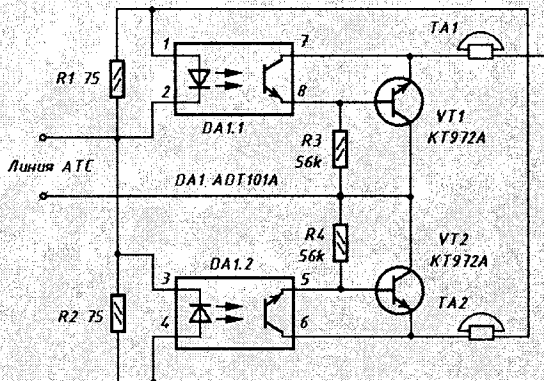 TA1
1
7
R1 75
2
8
VT1
DA1.1
R3
KT972A
56k
Линия АТС
DA1 АОТ101А
R4
VT2
56k
DA1.2
KT972A
3
5
TA2
R2 75
4
6